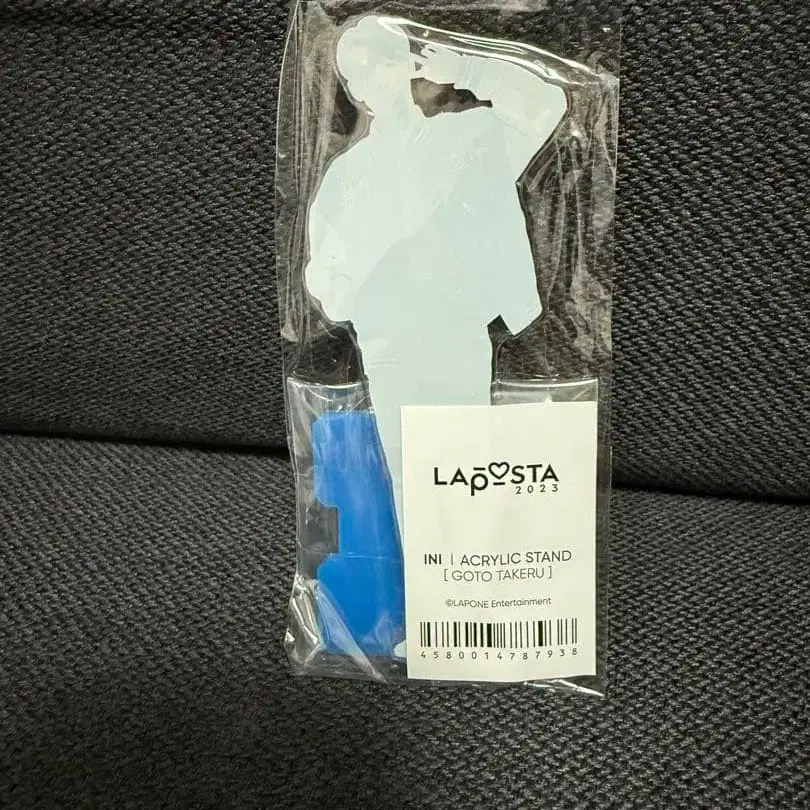 LAPOSTA
2023
INI | ACRYLIC STAND
[ GOTO TAKERU ]
©LAPONE Entertainment
4580014787938